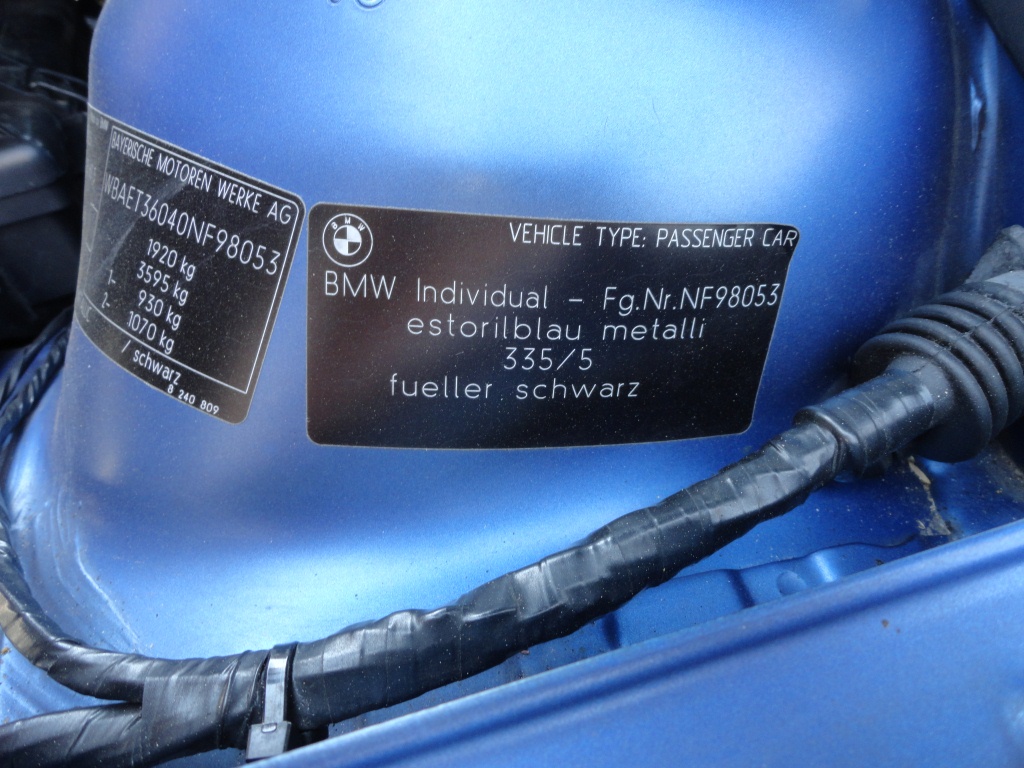 BAYERISCHE MOTOREN WERKE AG
WBAET36040NF98053
1920 kg
3595 kg
1- 930 kg
2- 1070 kg
/ schwarz
8 240 809
BMW
VEHICLE TYPE: PASSENGER CAR
BMW Individual – Fg.Nr.NF98053
estorilblau metalli
335/5
fueller schwarz